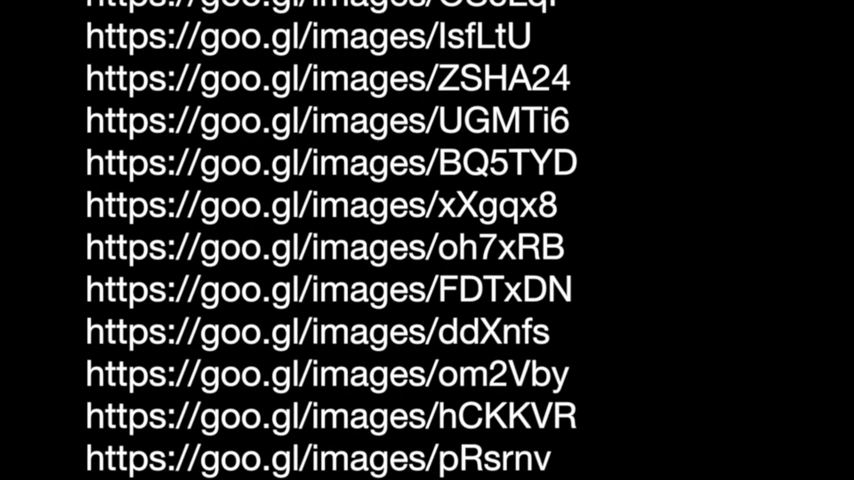 https://goo.gl/images/IsfLtU
https://goo.gl/images/ZSHA24
https://goo.gl/images/UGMTi6
https://goo.gl/images/BQ5TYD
https://goo.gl/images/xXgqx8
https://goo.gl/images/oh7xRB
https://goo.gl/images/FDTxDN
https://goo.gl/images/ddXnfs
https://goo.gl/images/om2Vby
https://goo.gl/images/hCKKVR
https://goo.gl/images/pRsrnv